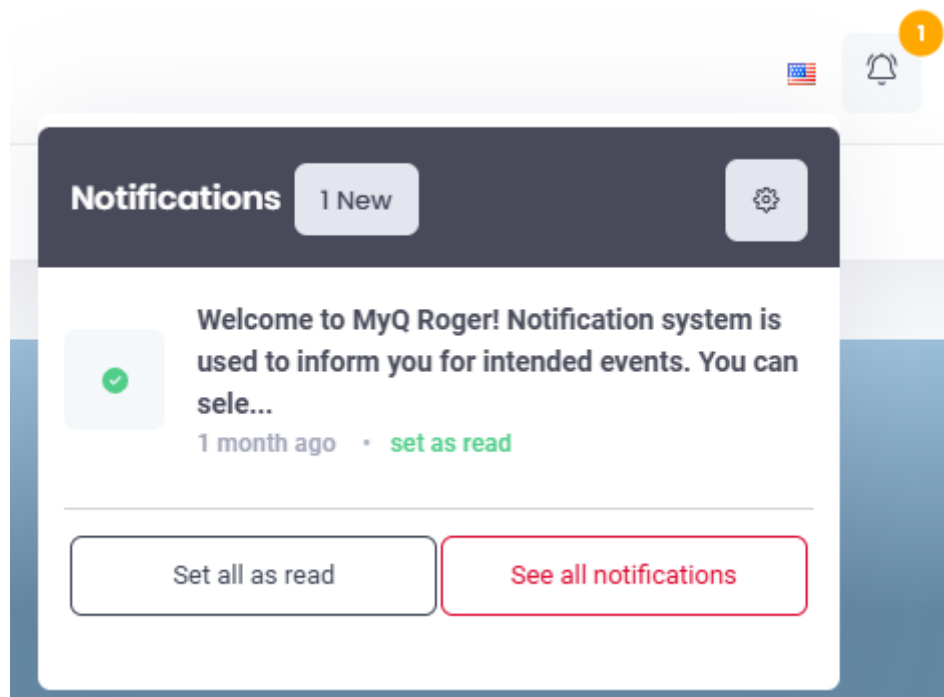 1
Notifications 1 New
Welcome to MyQ Roger! Notification system is
used to inform you for intended events. You can
sele...
1 month ago • set as read
Set all as read See all notifications